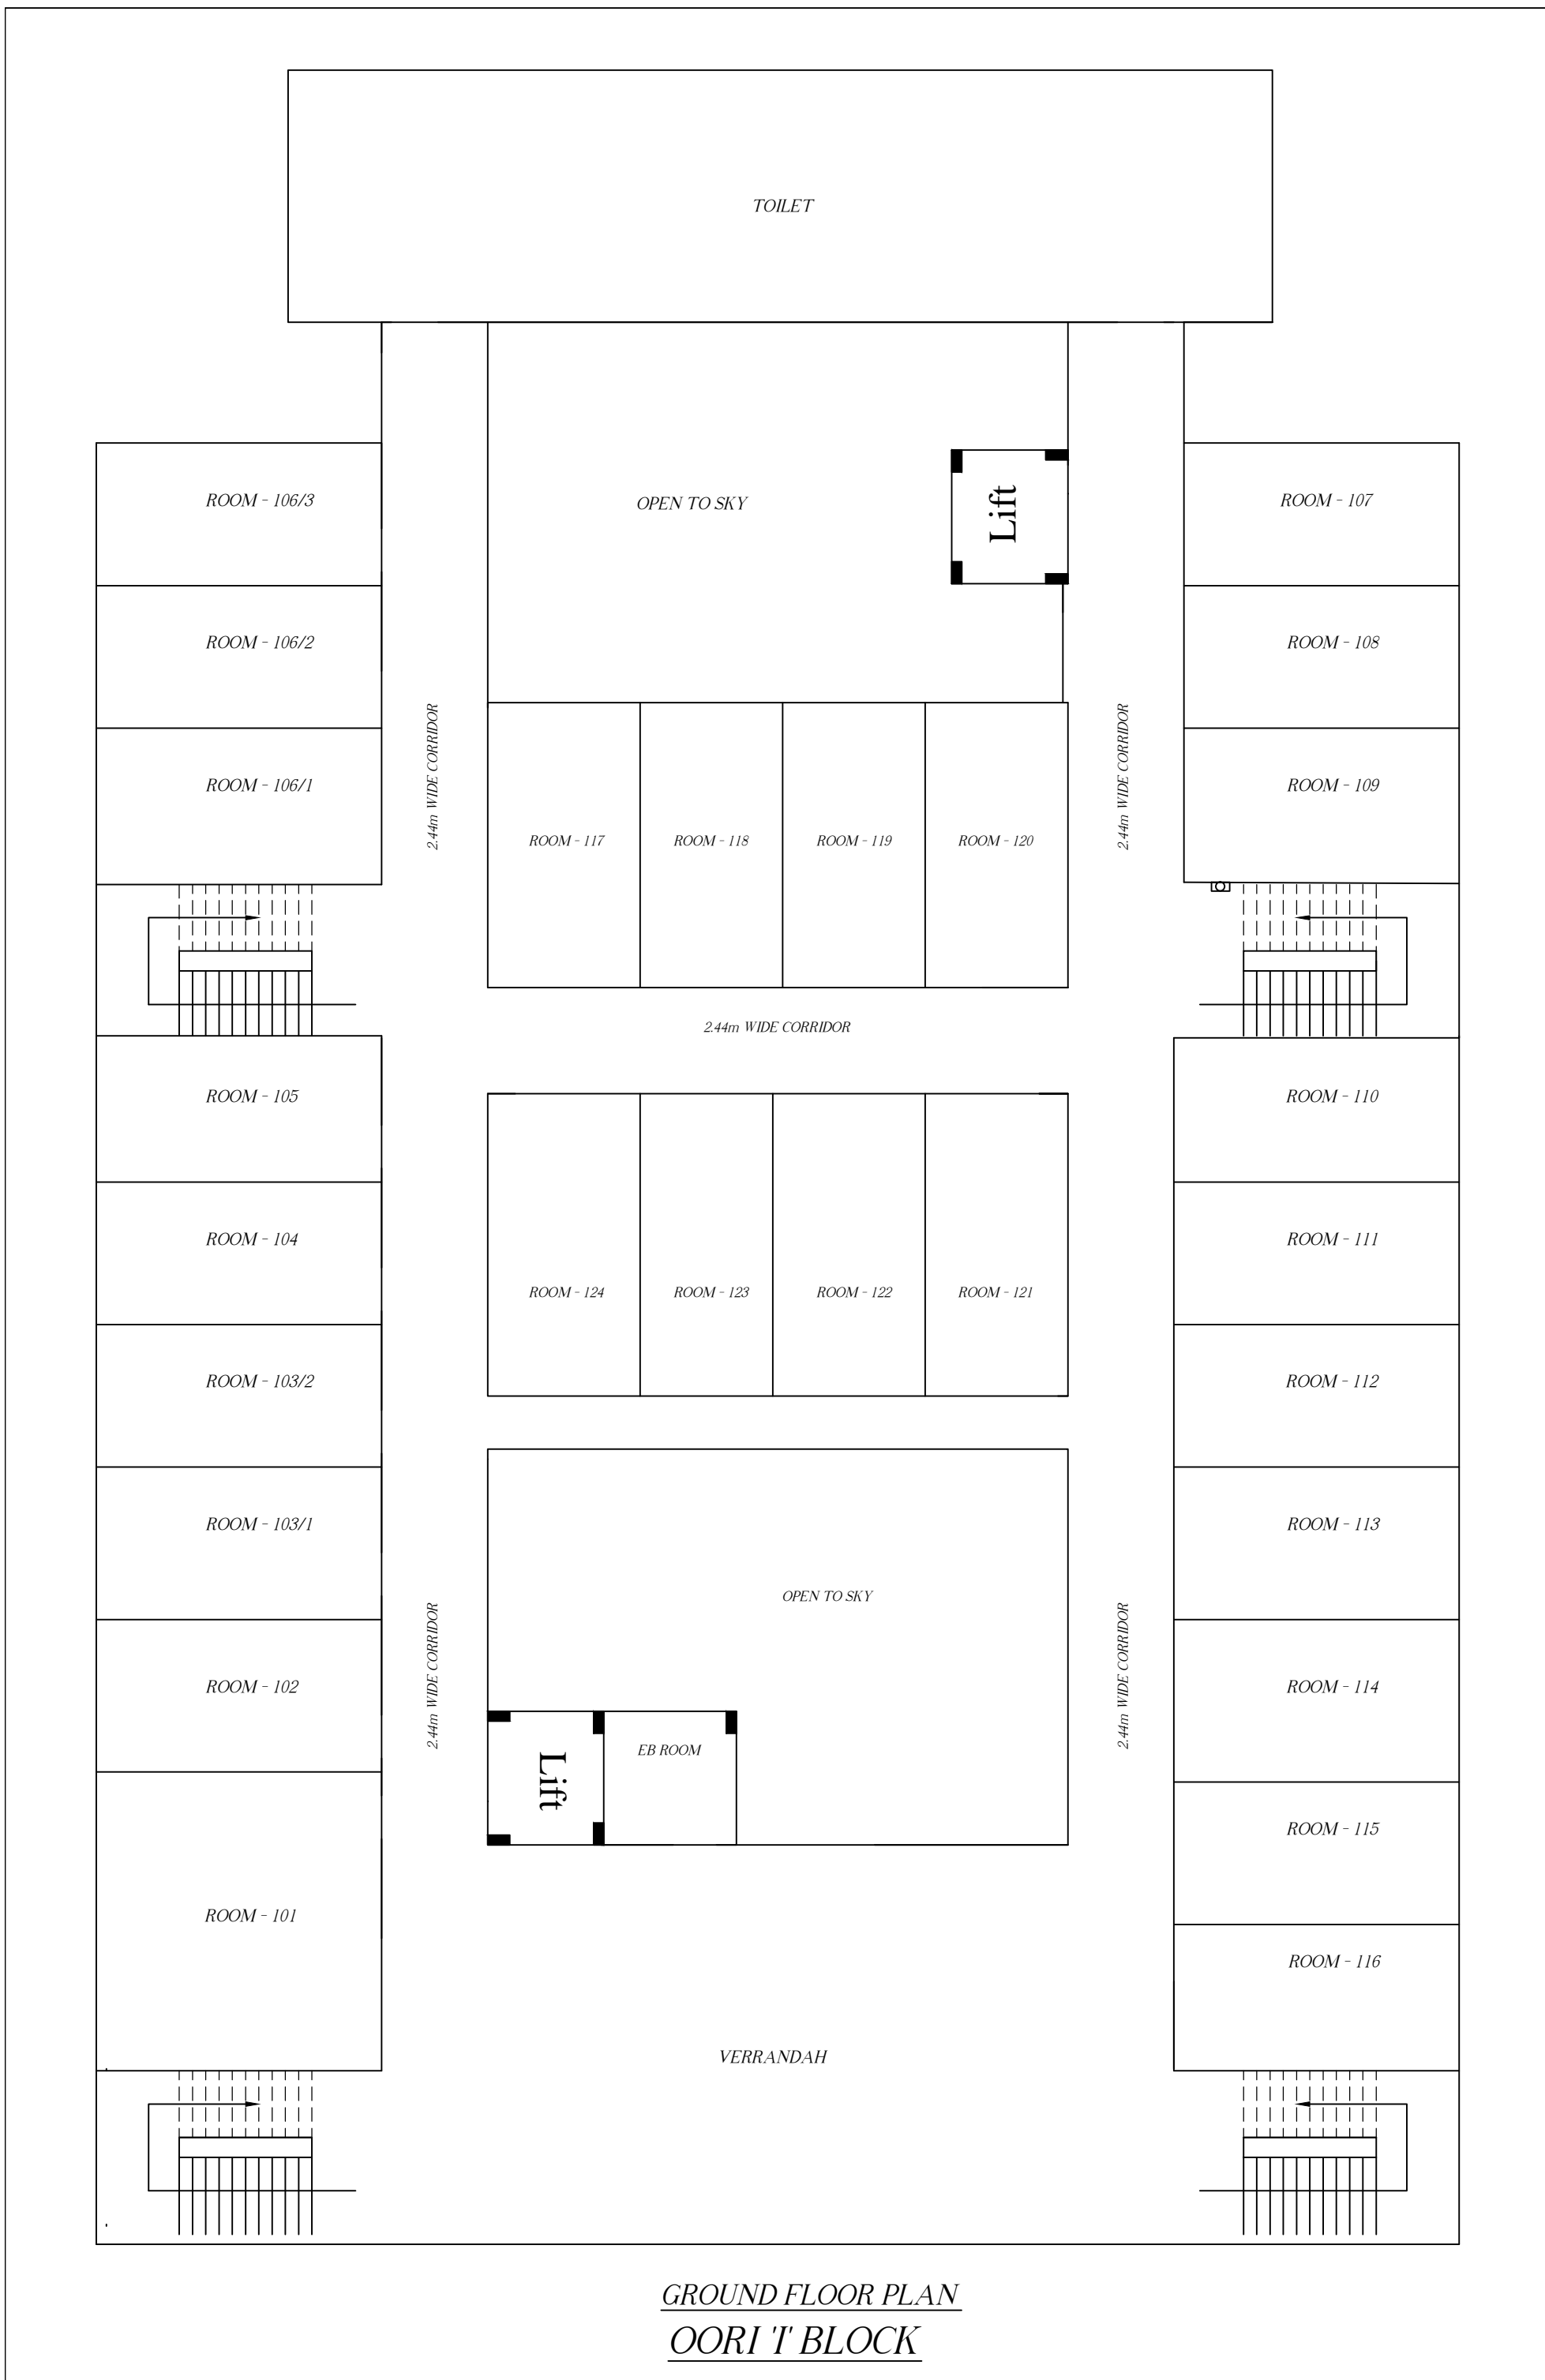 TOILET
ROOM - 106/3
OPEN TO SKY
Lift
ROOM - 107
ROOM - 106/2
ROOM - 108
2.44m WIDE CORRIDOR
2.44m WIDE CORRIDOR
ROOM - 106/1
ROOM - 109
ROOM - 117
ROOM - 118
ROOM - 119
ROOM - 120
2.44m WIDE CORRIDOR
ROOM - 105
ROOM - 110
ROOM - 104
ROOM - 111
ROOM - 124
ROOM - 123
ROOM - 122
ROOM - 121
ROOM - 103/2
ROOM - 112
ROOM - 103/1
ROOM - 113
OPEN TO SKY
2.44m WIDE CORRIDOR
2.44m WIDE CORRIDOR
ROOM - 102
ROOM - 114
EB ROOM
Lift
ROOM - 115
ROOM - 101
ROOM - 116
VERRANDAH
GROUND FLOOR PLAN
OORI 'I' BLOCK